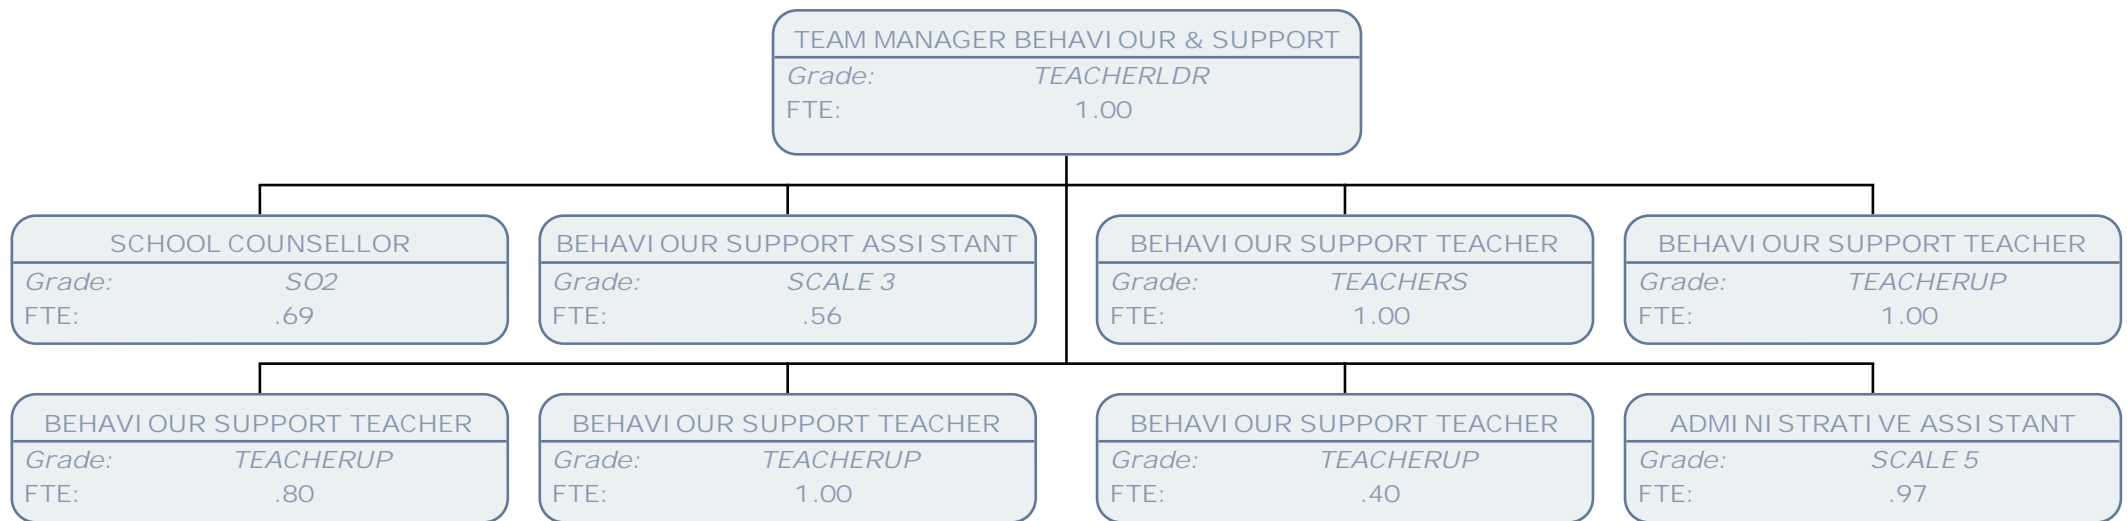 TEAM MANAGER BEHAVIOUR & SUPPORT
Grade: TEACHERLDR
FTE: 1.00
SCHOOL COUNSELLOR
Grade: SO2
FTE: .69
BEHAVIOUR SUPPORT ASSISTANT
Grade: SCALE 3
FTE: .56
BEHAVIOUR SUPPORT TEACHER
Grade: TEACHERS
FTE: 1.00
BEHAVIOUR SUPPORT TEACHER
Grade: TEACHERUP
FTE: 1.00
BEHAVIOUR SUPPORT TEACHER
Grade: TEACHERUP
FTE: .80
BEHAVIOUR SUPPORT TEACHER
Grade: TEACHERUP
FTE: 1.00
BEHAVIOUR SUPPORT TEACHER
Grade: TEACHERUP
FTE: .40
ADMINISTRATIVE ASSISTANT
Grade: SCALE 5
FTE: .97